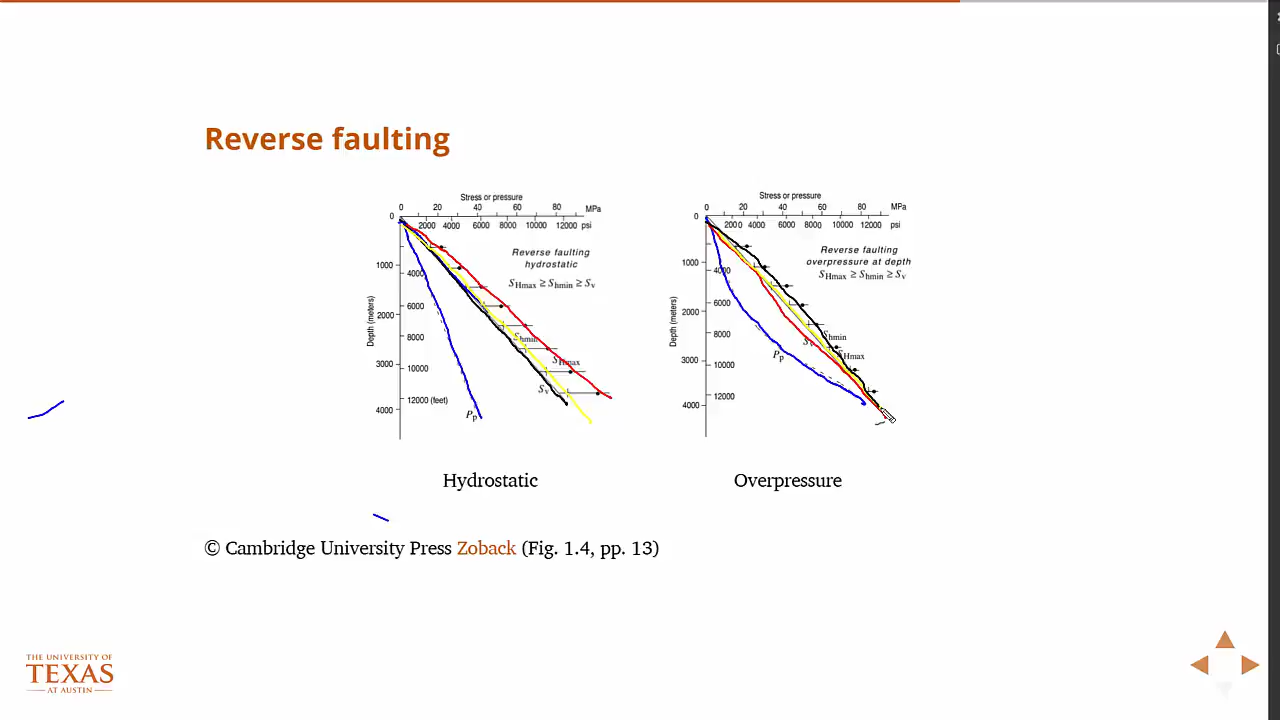 Reverse faulting
Stress or pressure
0 20 40 60 80 MPa
0 2000 4000 6000 8000 10000 12000 psi
Reverse faulting
hydrostatic
SHmax ≥ Shmin ≥ Sv
1000
4000
6000
2000
8000
3000
10000
12000 (feet)
4000
Depth (meters)
Shmin
SHmax
Sv
Pp
Stress or pressure
0 20 40 60 80 MPa
0 2000 4000 6000 8000 10000 12000 psi
Reverse faulting
overpressure at depth
SHmax ≥ Shmin ≥ Sv
1000
4000
6000
2000
8000
3000
10000
12000
4000
Depth (meters)
Shmin
SHmax
Pp
Hydrostatic
Overpressure
© Cambridge University Press Zoback (Fig. 1.4, pp. 13)
THE UNIVERSITY OF
TEXAS
AT AUSTIN